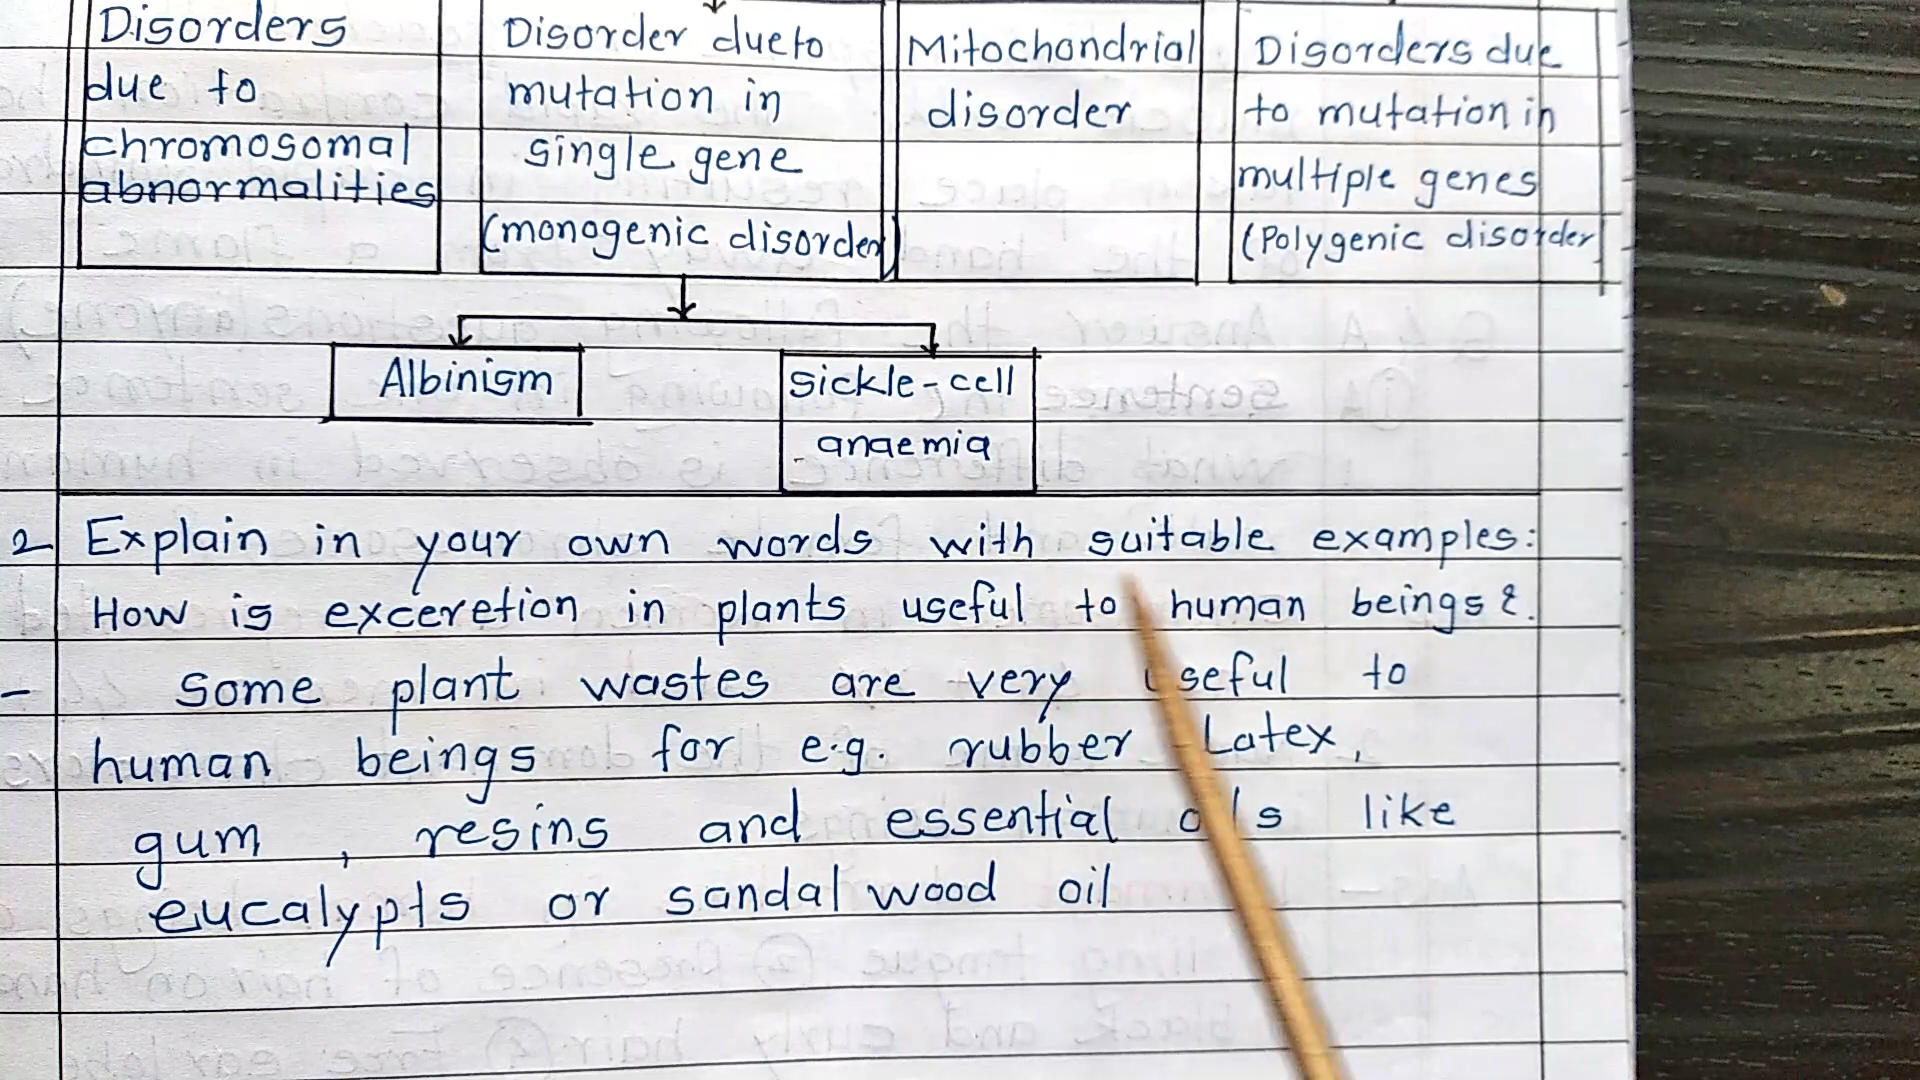 Disorders
due to
chromosomal
abnormalities
Disorder due to
mutation in
single gene
(monogenic disorder)
Mitochondrial
disorder
Disorders due
to mutation in
multiple genes
(Polygenic disorder
Albinism
Sickle-cell
anaemia
2 Explain in your own words with suitable examples:
How is exceretion in plants useful to human beings?
- Some plant wastes are very useful to
human beings for e.g. rubber Latex,
gum, resins and essential oils like
eucalypts or sandalwood oil